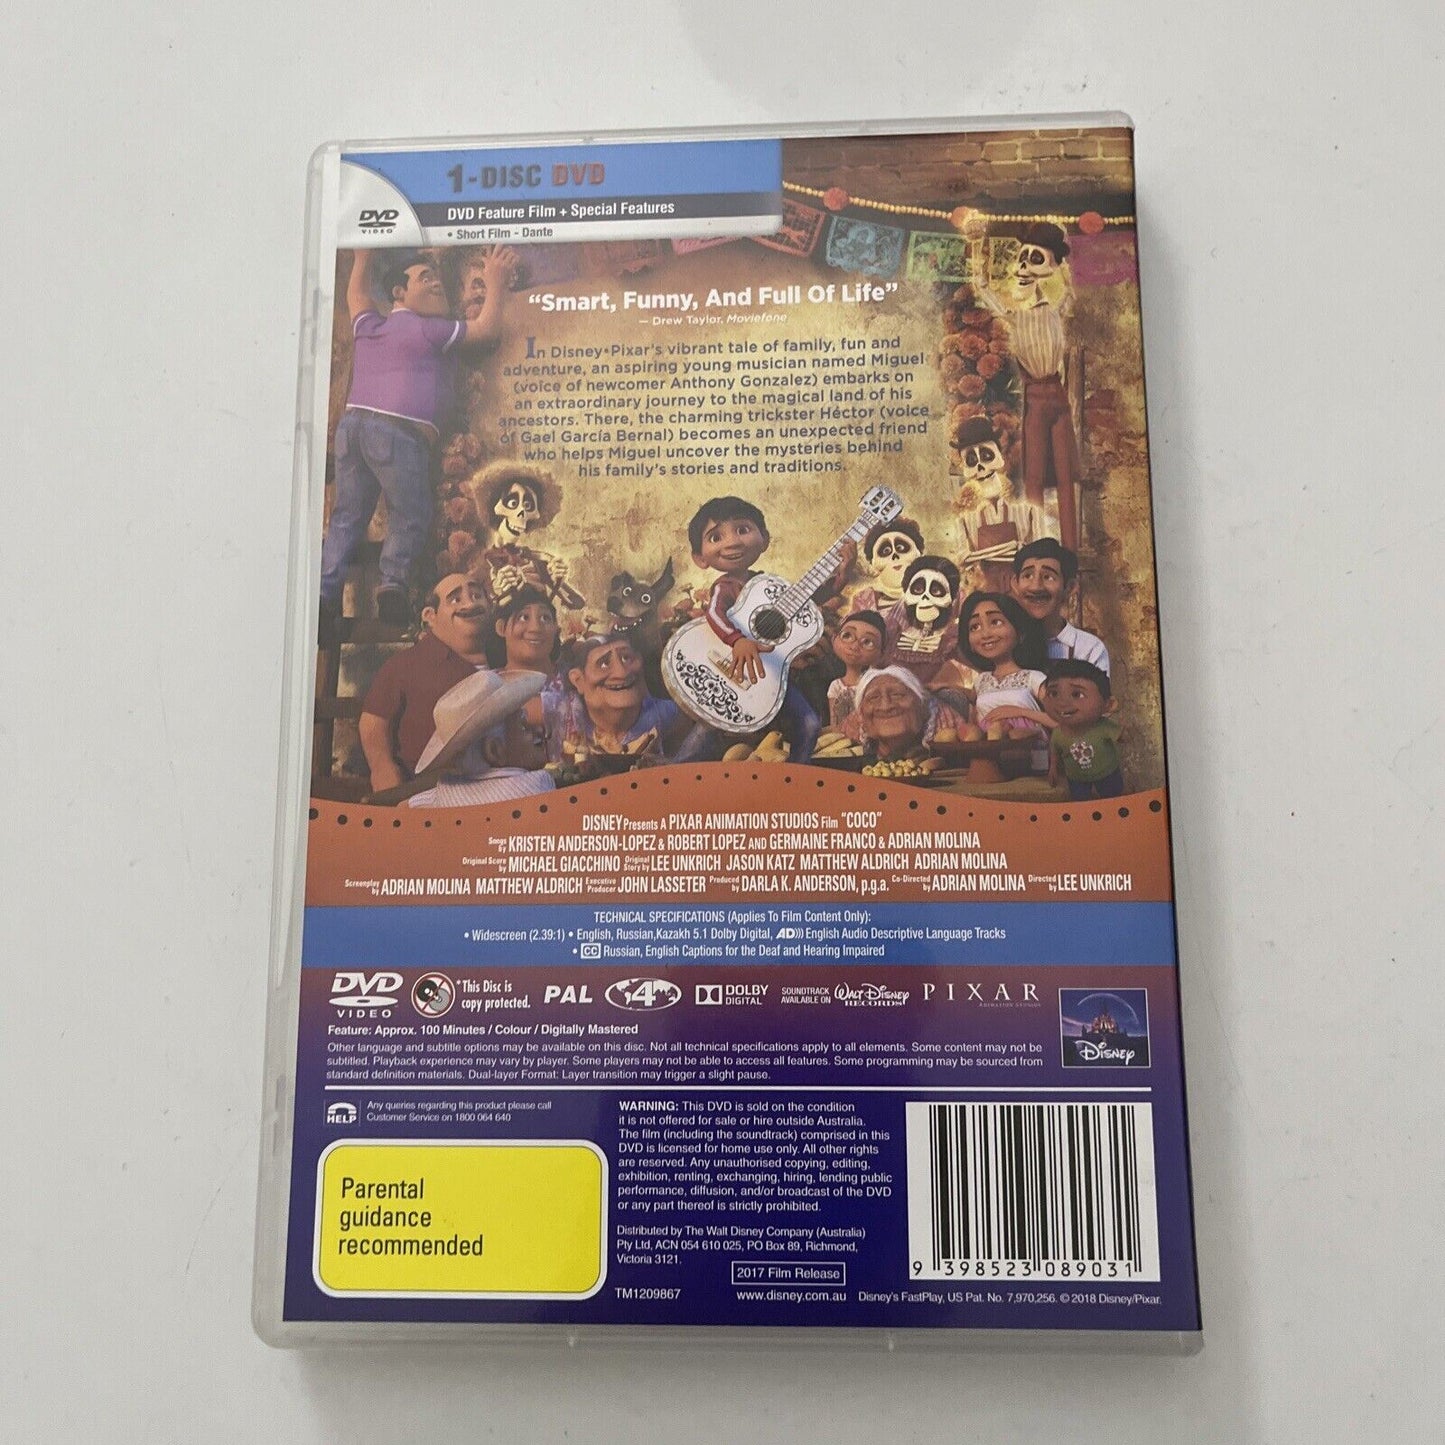 1-DISC DVD
DVD Feature Film + Special Features
• Short Film - Dante
DVD
VIDEO
“Smart, Funny, And Full Of Life”
— Drew Taylor, Moviefone
In Disney•Pixar's vibrant tale of family, fun and
adventure, an aspiring young musician named Miguel
(voice of newcomer Anthony Gonzalez) embarks on
an extraordinary journey to the magical land of his
ancestors. There, the charming trickster Héctor (voice
of Gael García Bernal) becomes an unexpected friend
who helps Miguel uncover the mysteries behind
his family's stories and traditions.
DISNEY Presents A PIXAR ANIMATION STUDIOS Film "COCO"
Songs by KRISTEN ANDERSON-LOPEZ & ROBERT LOPEZ AND GERMAINE FRANCO & ADRIAN MOLINA
Original Score by MICHAEL GIACCHINO Original Story by LEE UNKRICH JASON KATZ MATTHEW ALDRICH ADRIAN MOLINA
Screenplay by ADRIAN MOLINA MATTHEW ALDRICH Executive Producer JOHN LASSETER Produced by DARLA K. ANDERSON, p.g.a. Co-Directed by ADRIAN MOLINA Directed by LEE UNKRICH
TECHNICAL SPECIFICATIONS (Applies To Film Content Only):
• Widescreen (2.39:1) • English, Russian,Kazakh 5.1 Dolby Digital, AD))) English Audio Descriptive Language Tracks
• CC Russian, English Captions for the Deaf and Hearing Impaired
DVD
VIDEO
*This Disc is
copy protected.
PAL
4
DOLBY
DIGITAL
SOUNDTRACK
AVAILABLE ON
WALT DISNEY
RECORDS
PIXAR
ANIMATION STUDIOS
Disney
Feature: Approx. 100 Minutes / Colour / Digitally Mastered
Other language and subtitle options may be available on this disc. Not all technical specifications apply to all elements. Some content may not be
subtitled. Playback experience may vary by player. Some players may not be able to access all features. Some programming may be sourced from
standard definition materials. Dual-layer Format: Layer transition may trigger a slight pause.
HELP
Any queries regarding this product please call
Customer Service on 1800 064 640
Parental
guidance
recommended
WARNING: This DVD is sold on the condition
it is not offered for sale or hire outside Australia.
The film (including the soundtrack) comprised in this
DVD is licensed for home use only. All other rights
are reserved. Any unauthorised copying, editing,
exhibition, renting, exchanging, hiring, lending public
performance, diffusion, and/or broadcast of the DVD
or any part thereof is strictly prohibited.
Distributed by The Walt Disney Company (Australia)
Pty Ltd, ACN 054 610 025, PO Box 89, Richmond,
Victoria 3121.
2017 Film Release
TM1209867
www.disney.com.au
9 398523 089031
Disney's FastPlay, US Pat. No. 7,970,256. © 2018 Disney/Pixar.